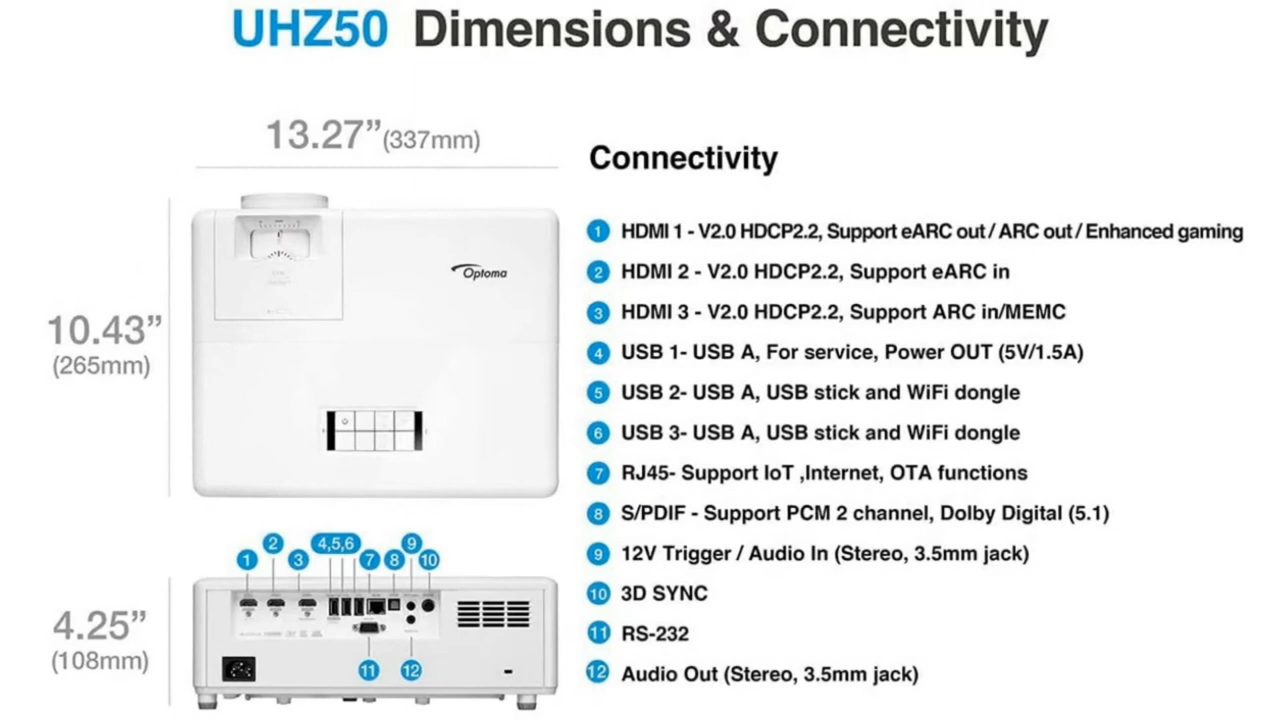 UHZ50 Dimensions & Connectivity
13.27”(337mm)
Connectivity
Optoma
10.43”
(265mm)
1 HDMI 1 - V2.0 HDCP2.2, Support eARC out / ARC out / Enhanced gaming
2 HDMI 2 - V2.0 HDCP2.2, Support eARC in
3 HDMI 3 - V2.0 HDCP2.2, Support ARC in/MEMC
4 USB 1- USB A, For service, Power OUT (5V/1.5A)
5 USB 2- USB A, USB stick and WiFi dongle
6 USB 3- USB A, USB stick and WiFi dongle
7 RJ45- Support IoT ,Internet, OTA functions
8 S/PDIF - Support PCM 2 channel, Dolby Digital (5.1)
9 12V Trigger / Audio In (Stereo, 3.5mm jack)
10 3D SYNC
11 RS-232
12 Audio Out (Stereo, 3.5mm jack)
1 2 3 4,5,6 7 8 9 10
4.25”
(108mm)
11 12